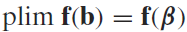 plim f(b) = f(β)